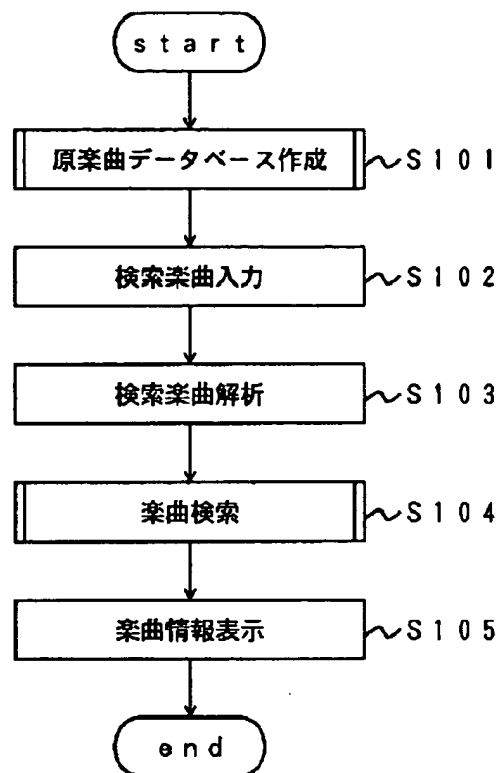 start
原楽曲データベース作成 S101
検索楽曲入力 S102
検索楽曲解析 S103
楽曲検索 S104
楽曲情報表示 S105
end